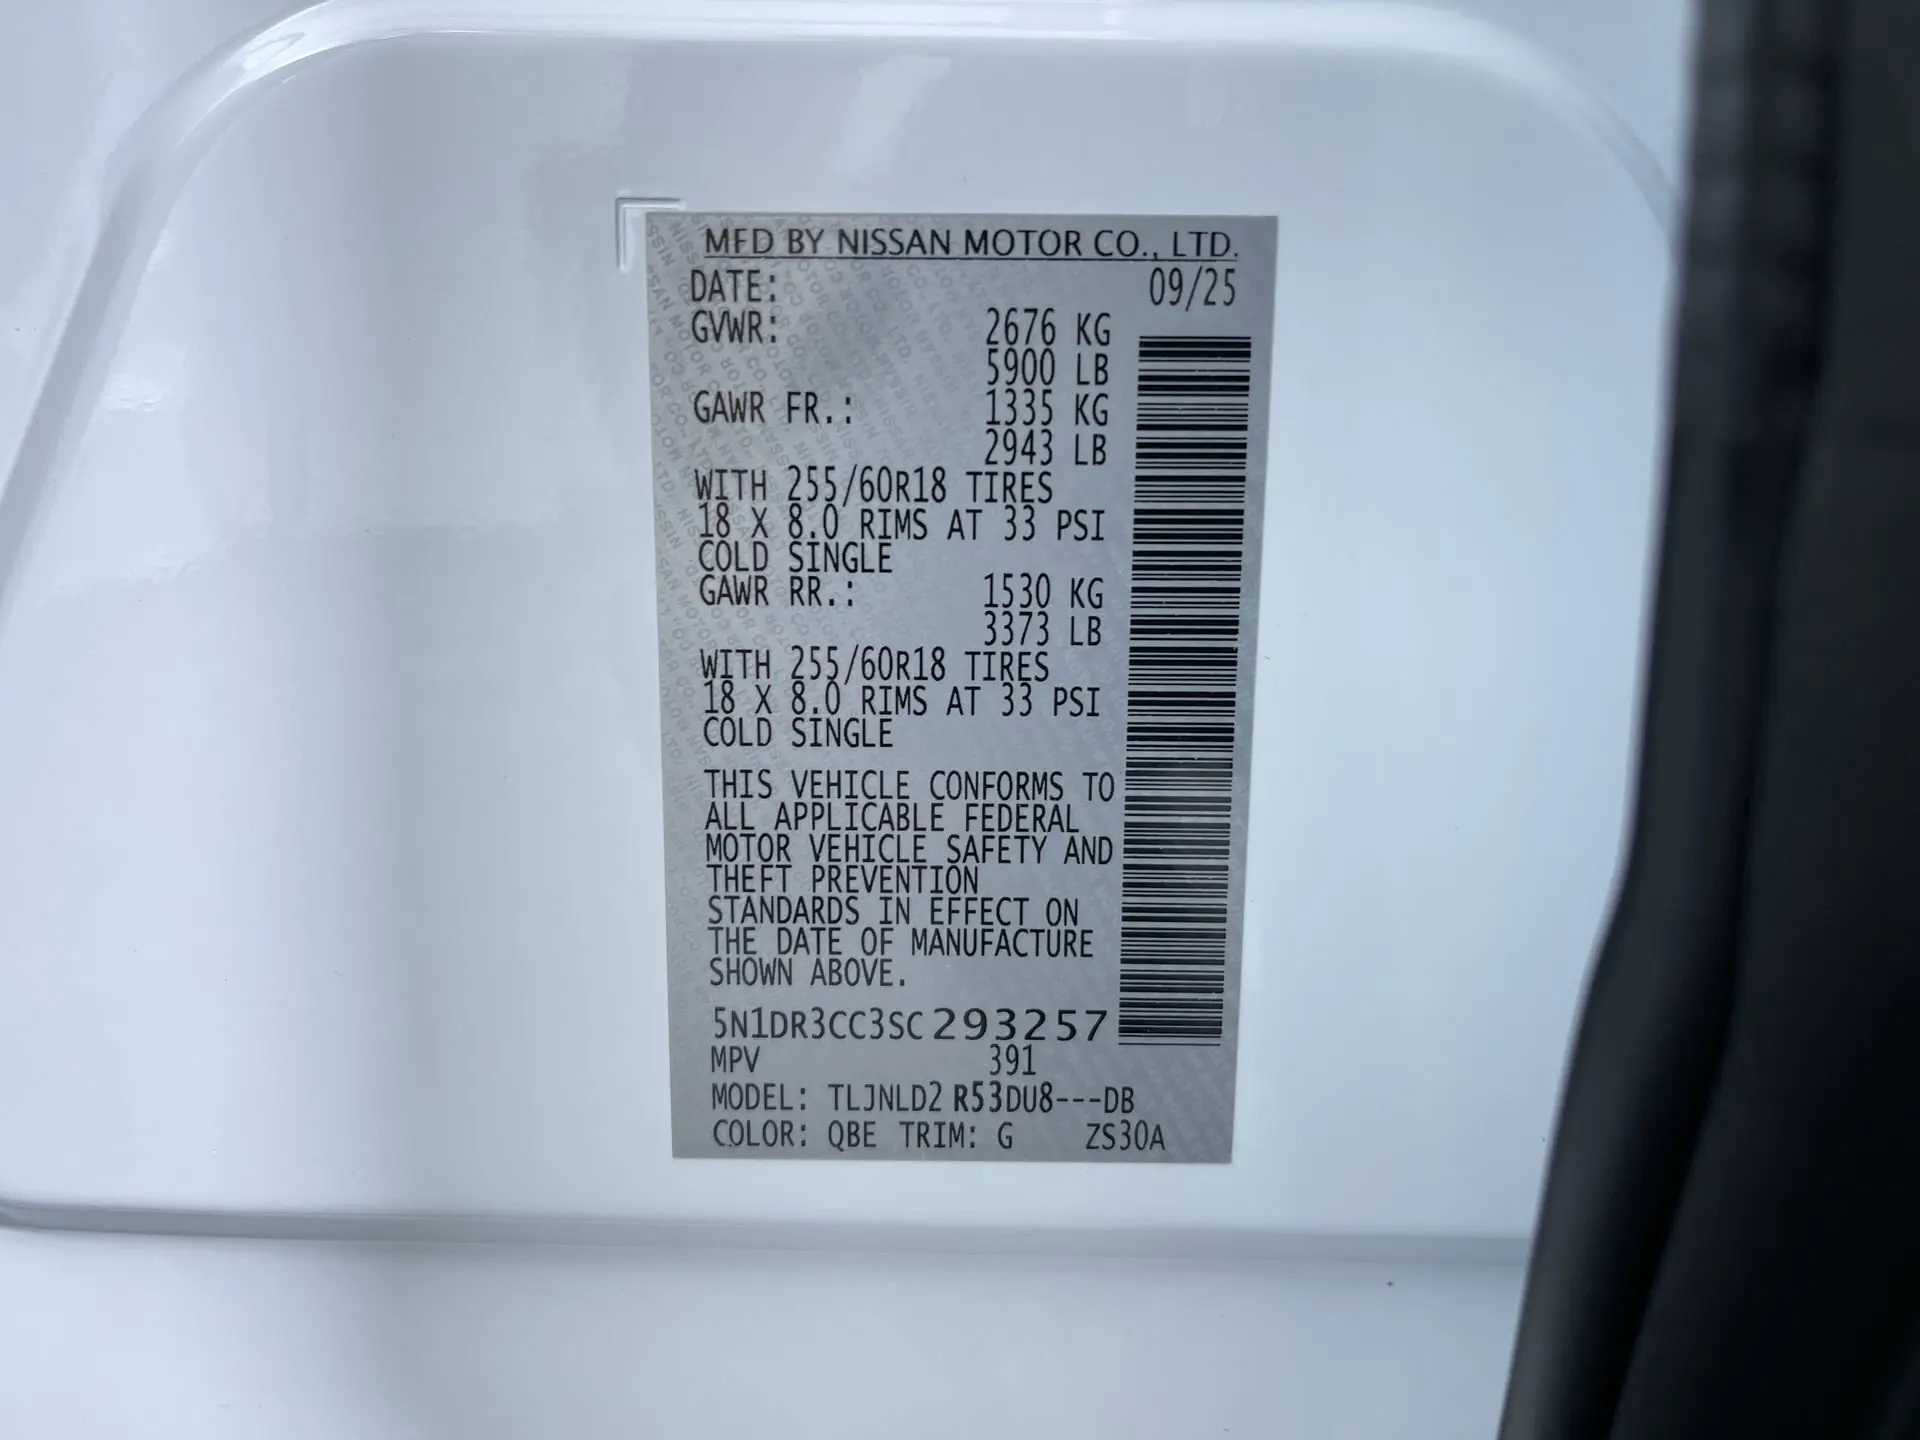 MFD BY NISSAN MOTOR CO., LTD.
DATE: 09/25
GVWR: 2676 KG
5900 LB
GAWR FR.: 1335 KG
2943 LB
WITH 255/60R18 TIRES
18 X 8.0 RIMS AT 33 PSI
COLD SINGLE
GAWR RR.: 1530 KG
3373 LB
WITH 255/60R18 TIRES
18 X 8.0 RIMS AT 33 PSI
COLD SINGLE
THIS VEHICLE CONFORMS TO
ALL APPLICABLE FEDERAL
MOTOR VEHICLE SAFETY AND
THEFT PREVENTION
STANDARDS IN EFFECT ON
THE DATE OF MANUFACTURE
SHOWN ABOVE.
5N1DR3CC3SC293257
MPV 391
MODEL: TLJNLD2 R53DU8---DB
COLOR: QBE TRIM: G ZS30A